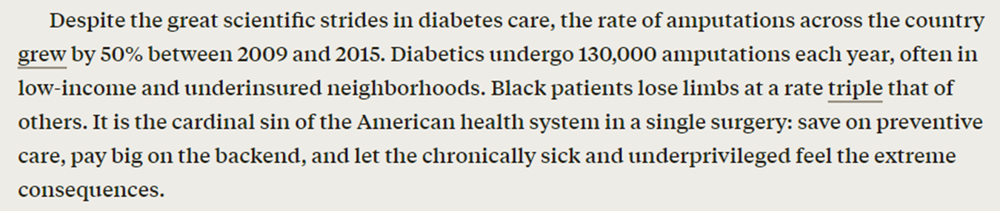 Despite the great scientific strides in diabetes care, the rate of amputations across the country
grew by 50% between 2009 and 2015. Diabetics undergo 130,000 amputations each year, often in
low-income and underinsured neighborhoods. Black patients lose limbs at a rate triple that of
others. It is the cardinal sin of the American health system in a single surgery: save on preventive
care, pay big on the backend, and let the chronically sick and underprivileged feel the extreme
consequences.